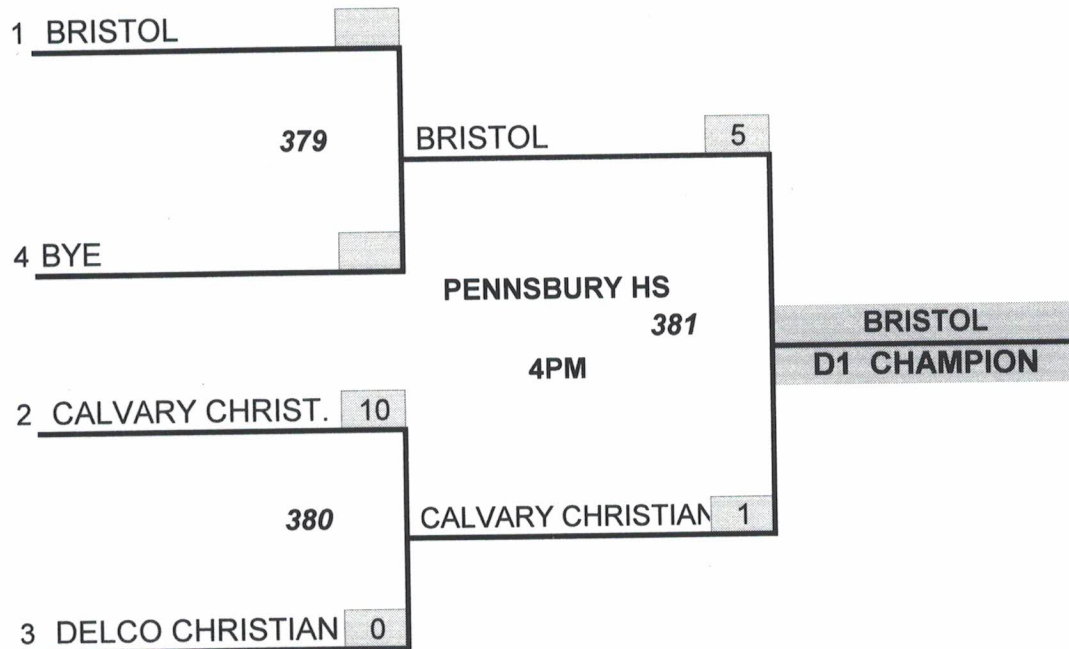 1 BRISTOL
379
BRISTOL 5
4 BYE
PENNSBURY HS
381
BRISTOL
4PM
D1 CHAMPION
2 CALVARY CHRIST. 10
380
CALVARY CHRISTIAN 1
3 DELCO CHRISTIAN 0